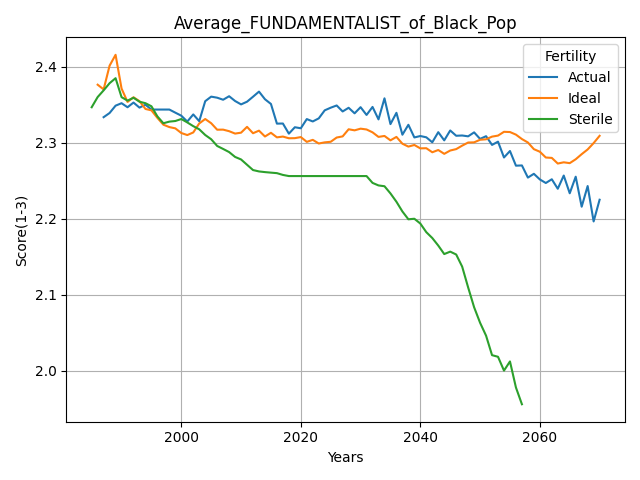 Average_FUNDAMENTALIST_of_Black_Pop
Fertility
Actual
Ideal
Sterile
Score(1-3)
2.4
2.3
2.2
2.1
2.0
2000
2020
2040
2060
Years